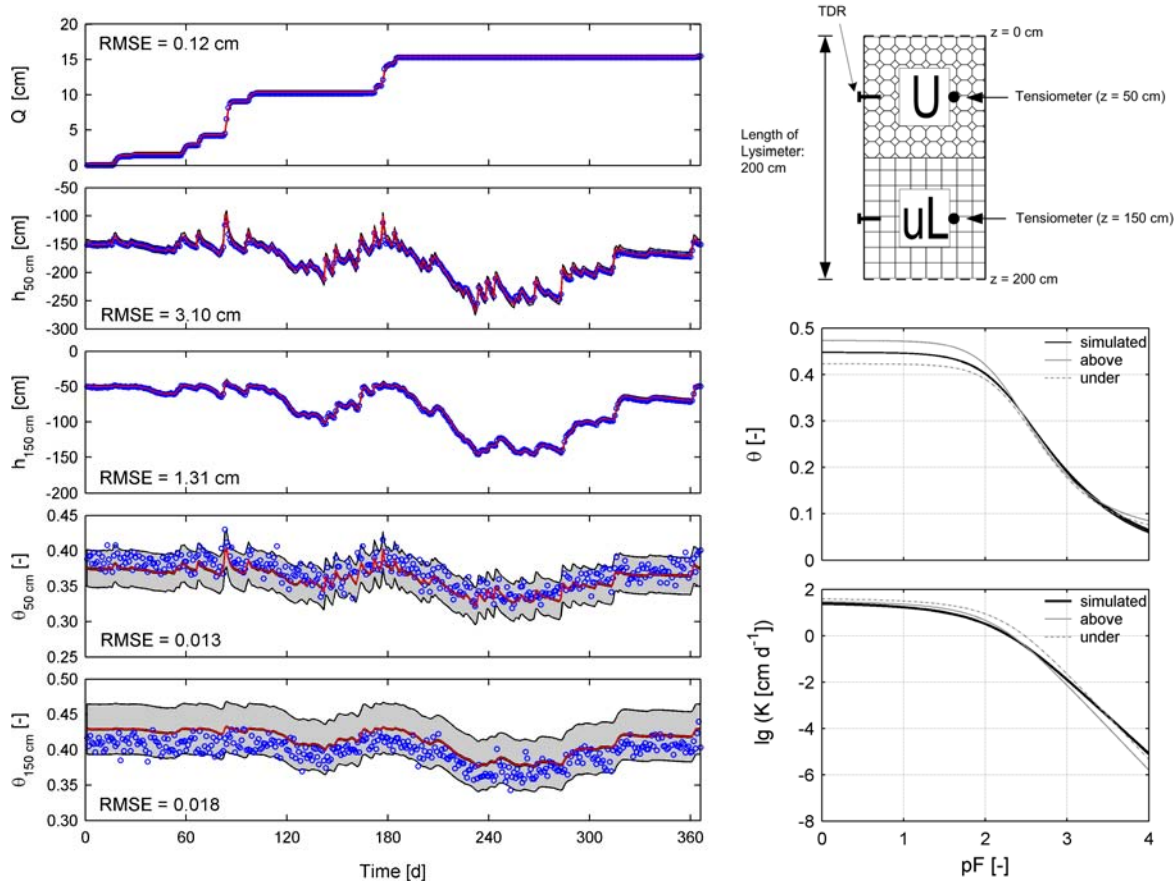 20
15
10
5
0
Q [cm]
RMSE = 0.12 cm
-50
-100
-150
-200
-250
-300
h50 cm [cm]
RMSE = 3.10 cm
0
-50
-100
-150
-200
h150 cm [cm]
RMSE = 1.31 cm
0.45
0.40
0.35
0.30
0.25
θ50 cm [-]
RMSE = 0.013
0.50
0.45
0.40
0.35
0.30
θ150 cm [-]
RMSE = 0.018
0 60 120 180 240 300 360
Time [d]
TDR
z = 0 cm
U
Tensiometer (z = 50 cm)
Length of
Lysimeter:
200 cm
uL
Tensiometer (z = 150 cm)
z = 200 cm
0.5
0.4
0.3
0.2
0.1
0
θ [-]
simulated
above
under
2
0
-2
-4
-6
-8
lg (K [cm d-1])
simulated
above
under
0 1 2 3 4
pF [-]